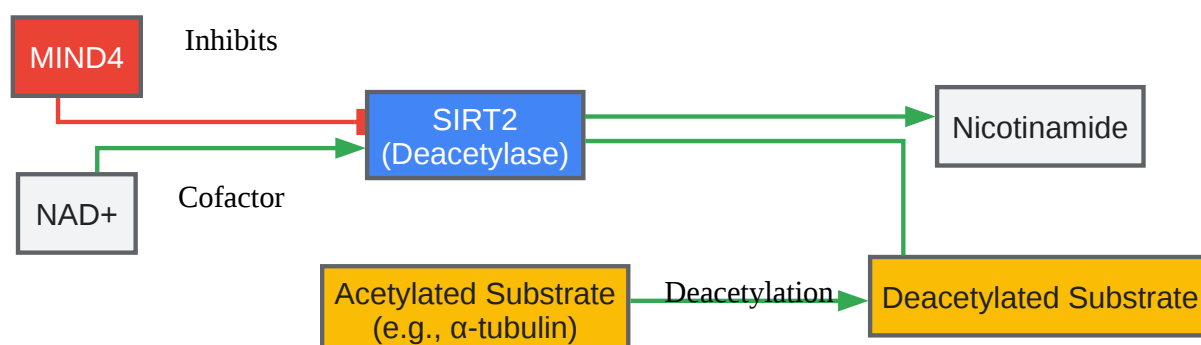 MIND4
Inhibits
SIRT2
(Deacetylase)
Nicotinamide
NAD+
Cofactor
Acetylated Substrate
(e.g., α-tubulin)
Deacetylation
Deacetylated Substrate